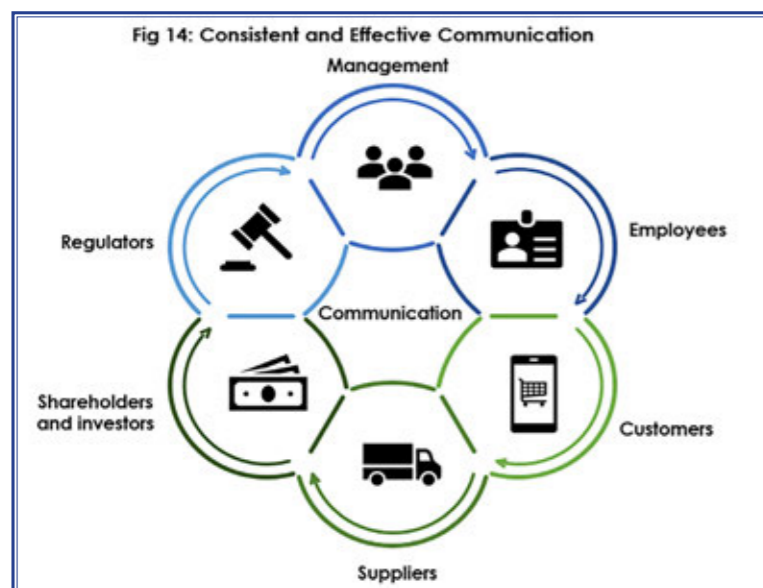 Fig 14: Consistent and Effective Communication
Management
Employees
Regulators
Communication
Shareholders
and investors
Customers
Suppliers